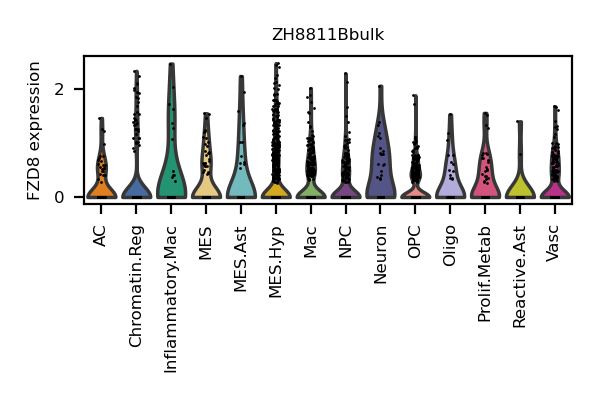 ZH8811Bbulk
FZD8 expression
2
0
AC
Chromatin.Reg
Inflammatory.Mac
MES
MES.Ast
MES.Hyp
Mac
NPC
Neuron
OPC
Oligo
Prolif.Metab
Reactive.Ast
Vasc